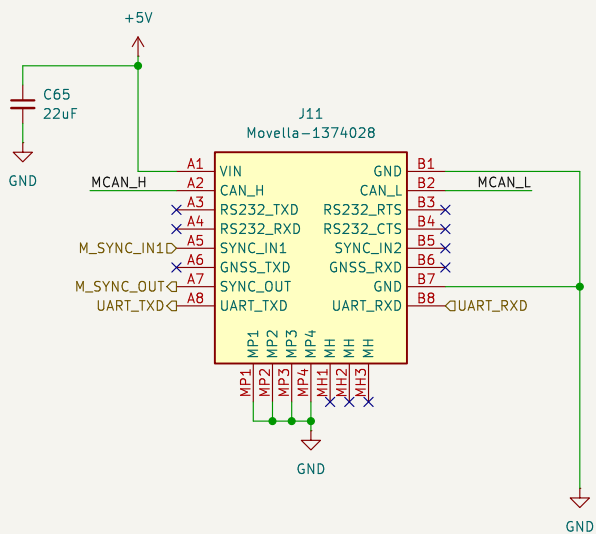 +5V
C65
22uF
GND
J11
Movella-1374028
A1 VIN GND B1
MCAN_H A2 CAN_H CAN_L B2 MCAN_L
A3 RS232_TXD RS232_RTS B3
A4 RS232_RXD RS232_CTS B4
M_SYNC_IN1 A5 SYNC_IN1 SYNC_IN2 B5
A6 GNSS_TXD GNSS_RXD B6
M_SYNC_OUT A7 SYNC_OUT GND B7
UART_TXD A8 UART_TXD UART_RXD B8 UART_RXD
MP1 MP2 MP3 MP4 MH MH MH
MP1 MP2 MP3 MP4 MH1 MH2 MH3
GND
GND